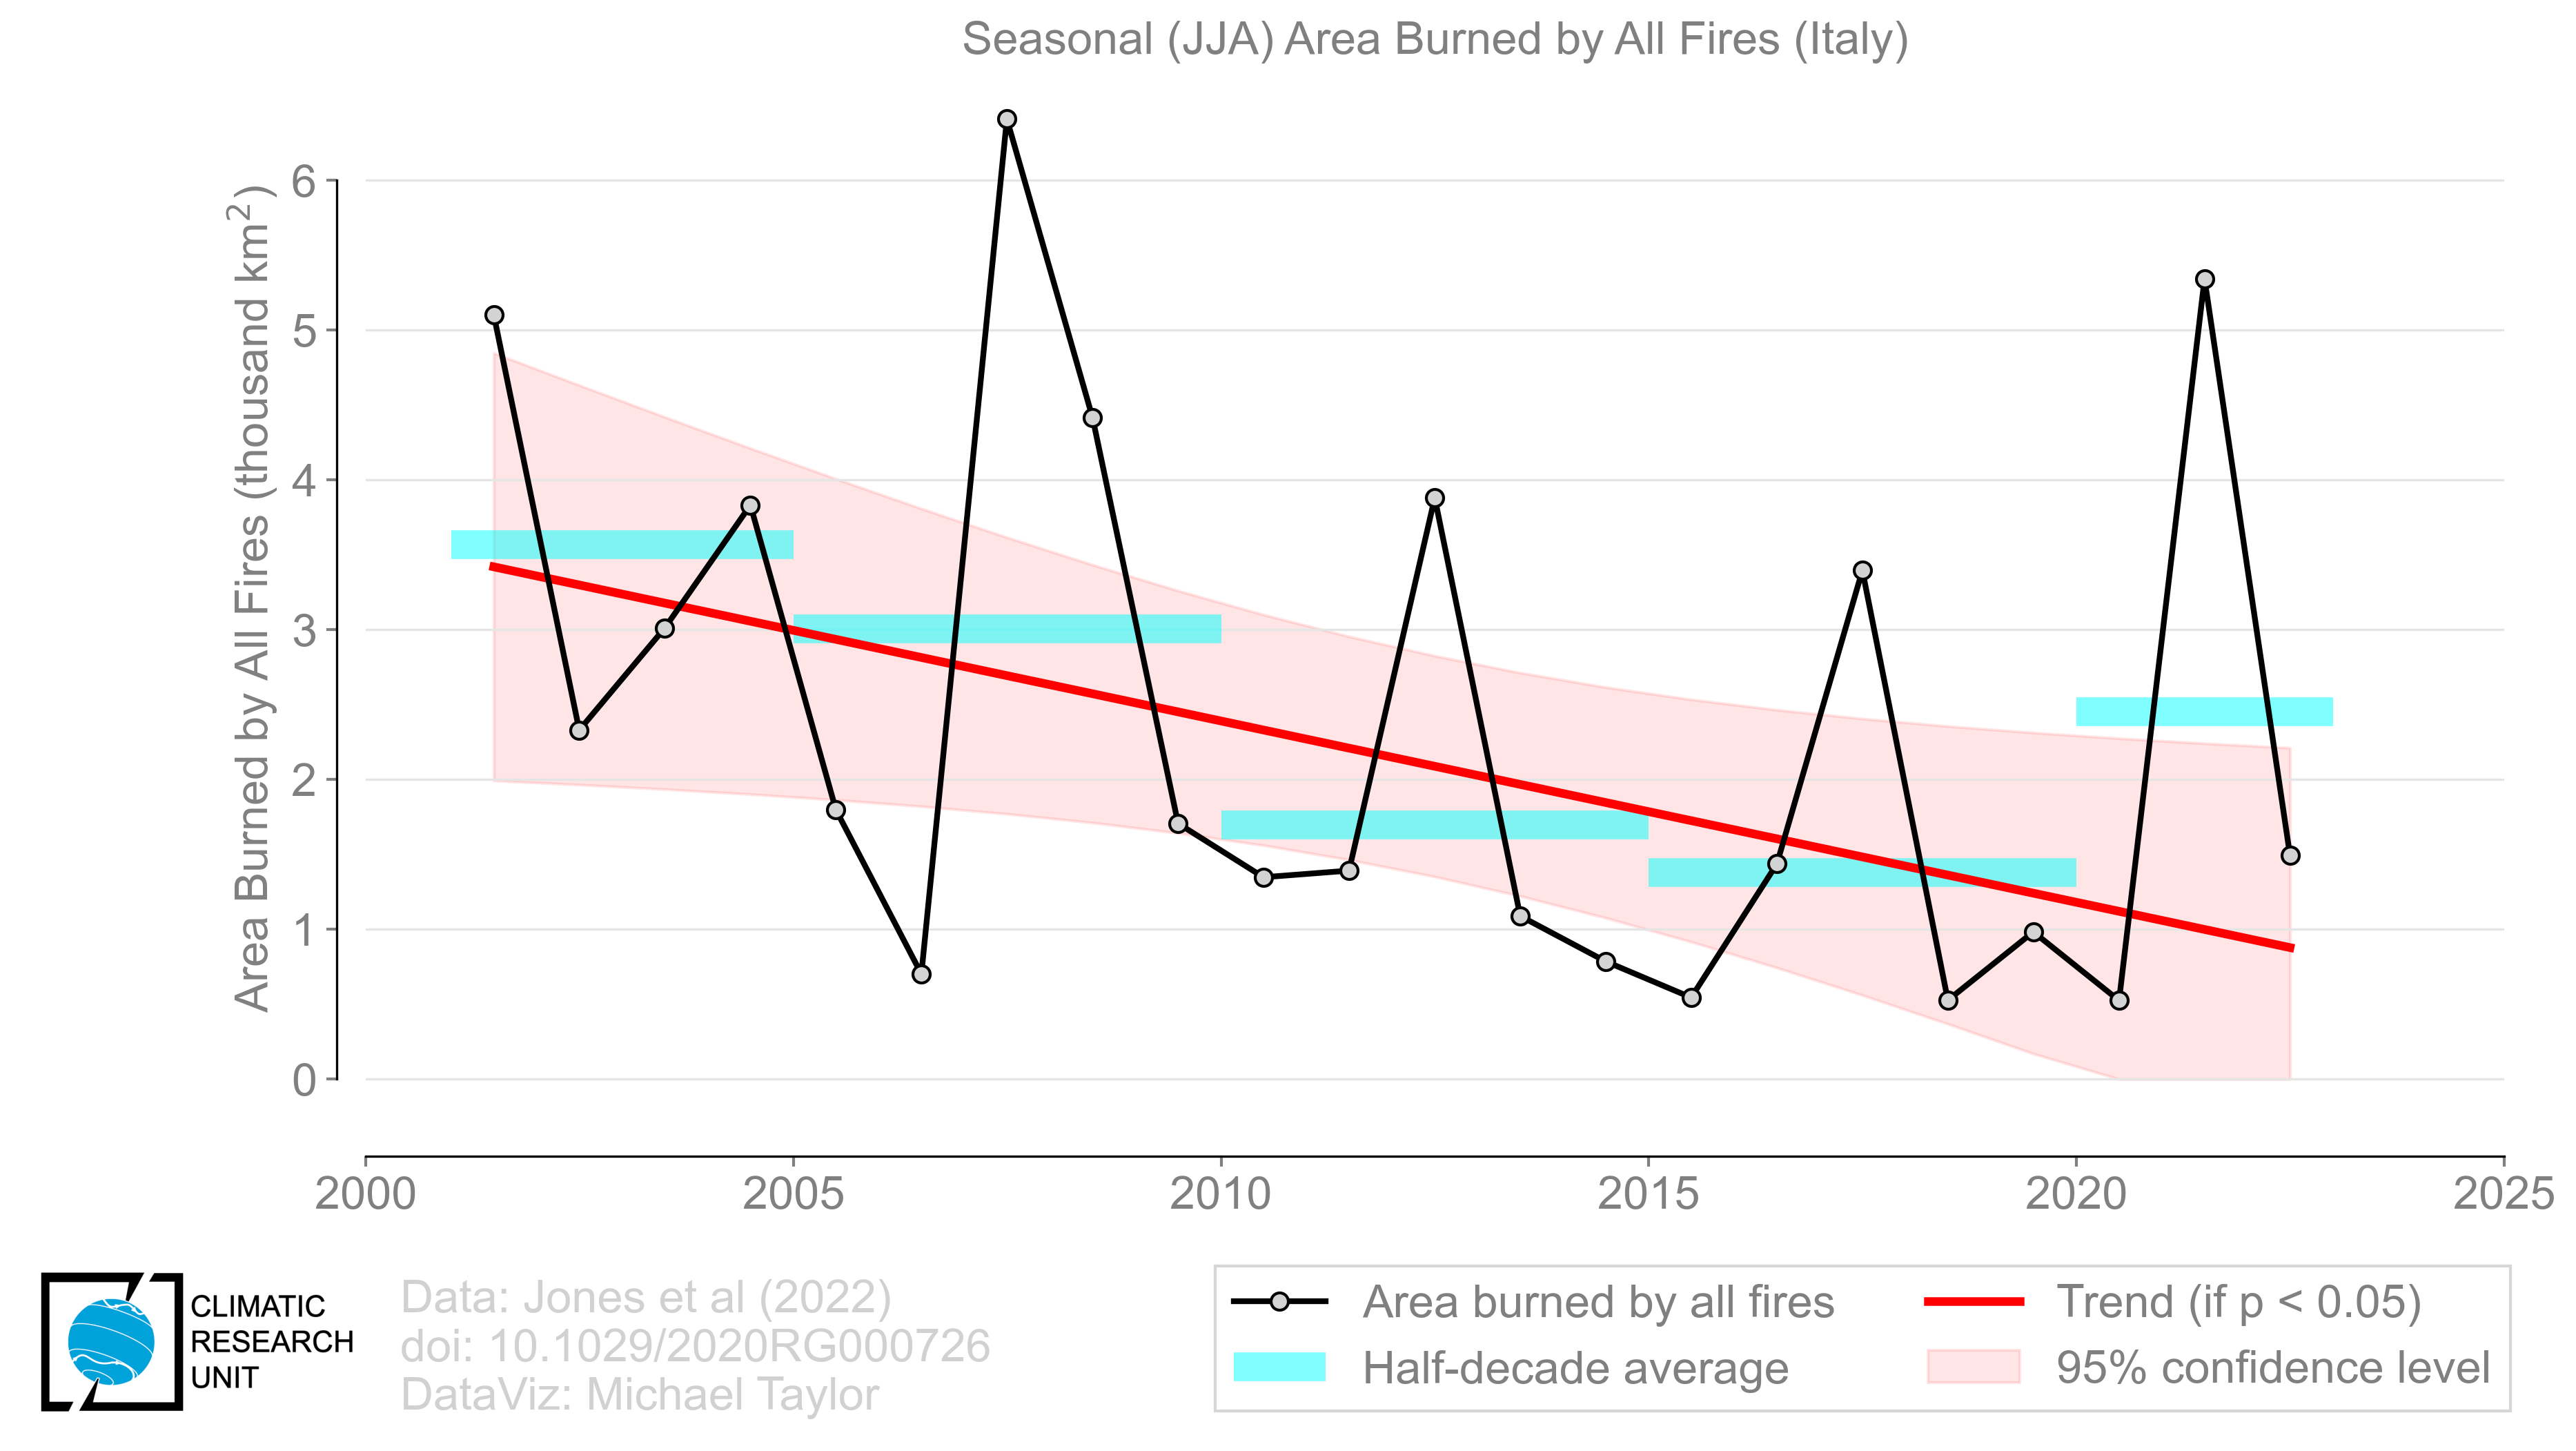 Seasonal (JJA) Area Burned by All Fires (Italy)
Area Burned by All Fires (thousand km²)
6
5
4
3
2
1
0
2000 2005 2010 2015 2020 2025
CLIMATIC
RESEARCH
UNIT
Data: Jones et al (2022)
doi: 10.1029/2020RG000726
DataViz: Michael Taylor
Area burned by all fires
Half-decade average
Trend (if p < 0.05)
95% confidence level